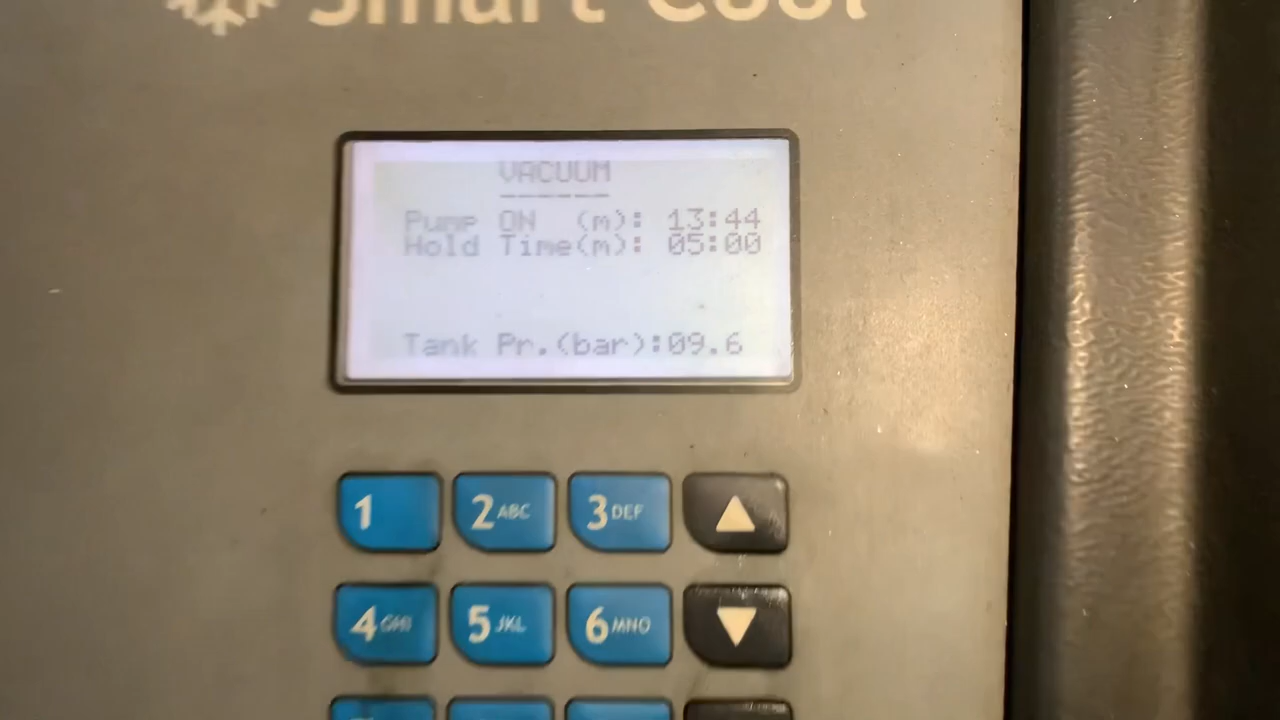 Smart Cool
VACUUM
------
Pump ON (m): 13:44
Hold Time(m): 05:00
Tank Pr.(bar):09.6
1 2 ABC 3 DEF
4 GHI 5 JKL 6 MNO